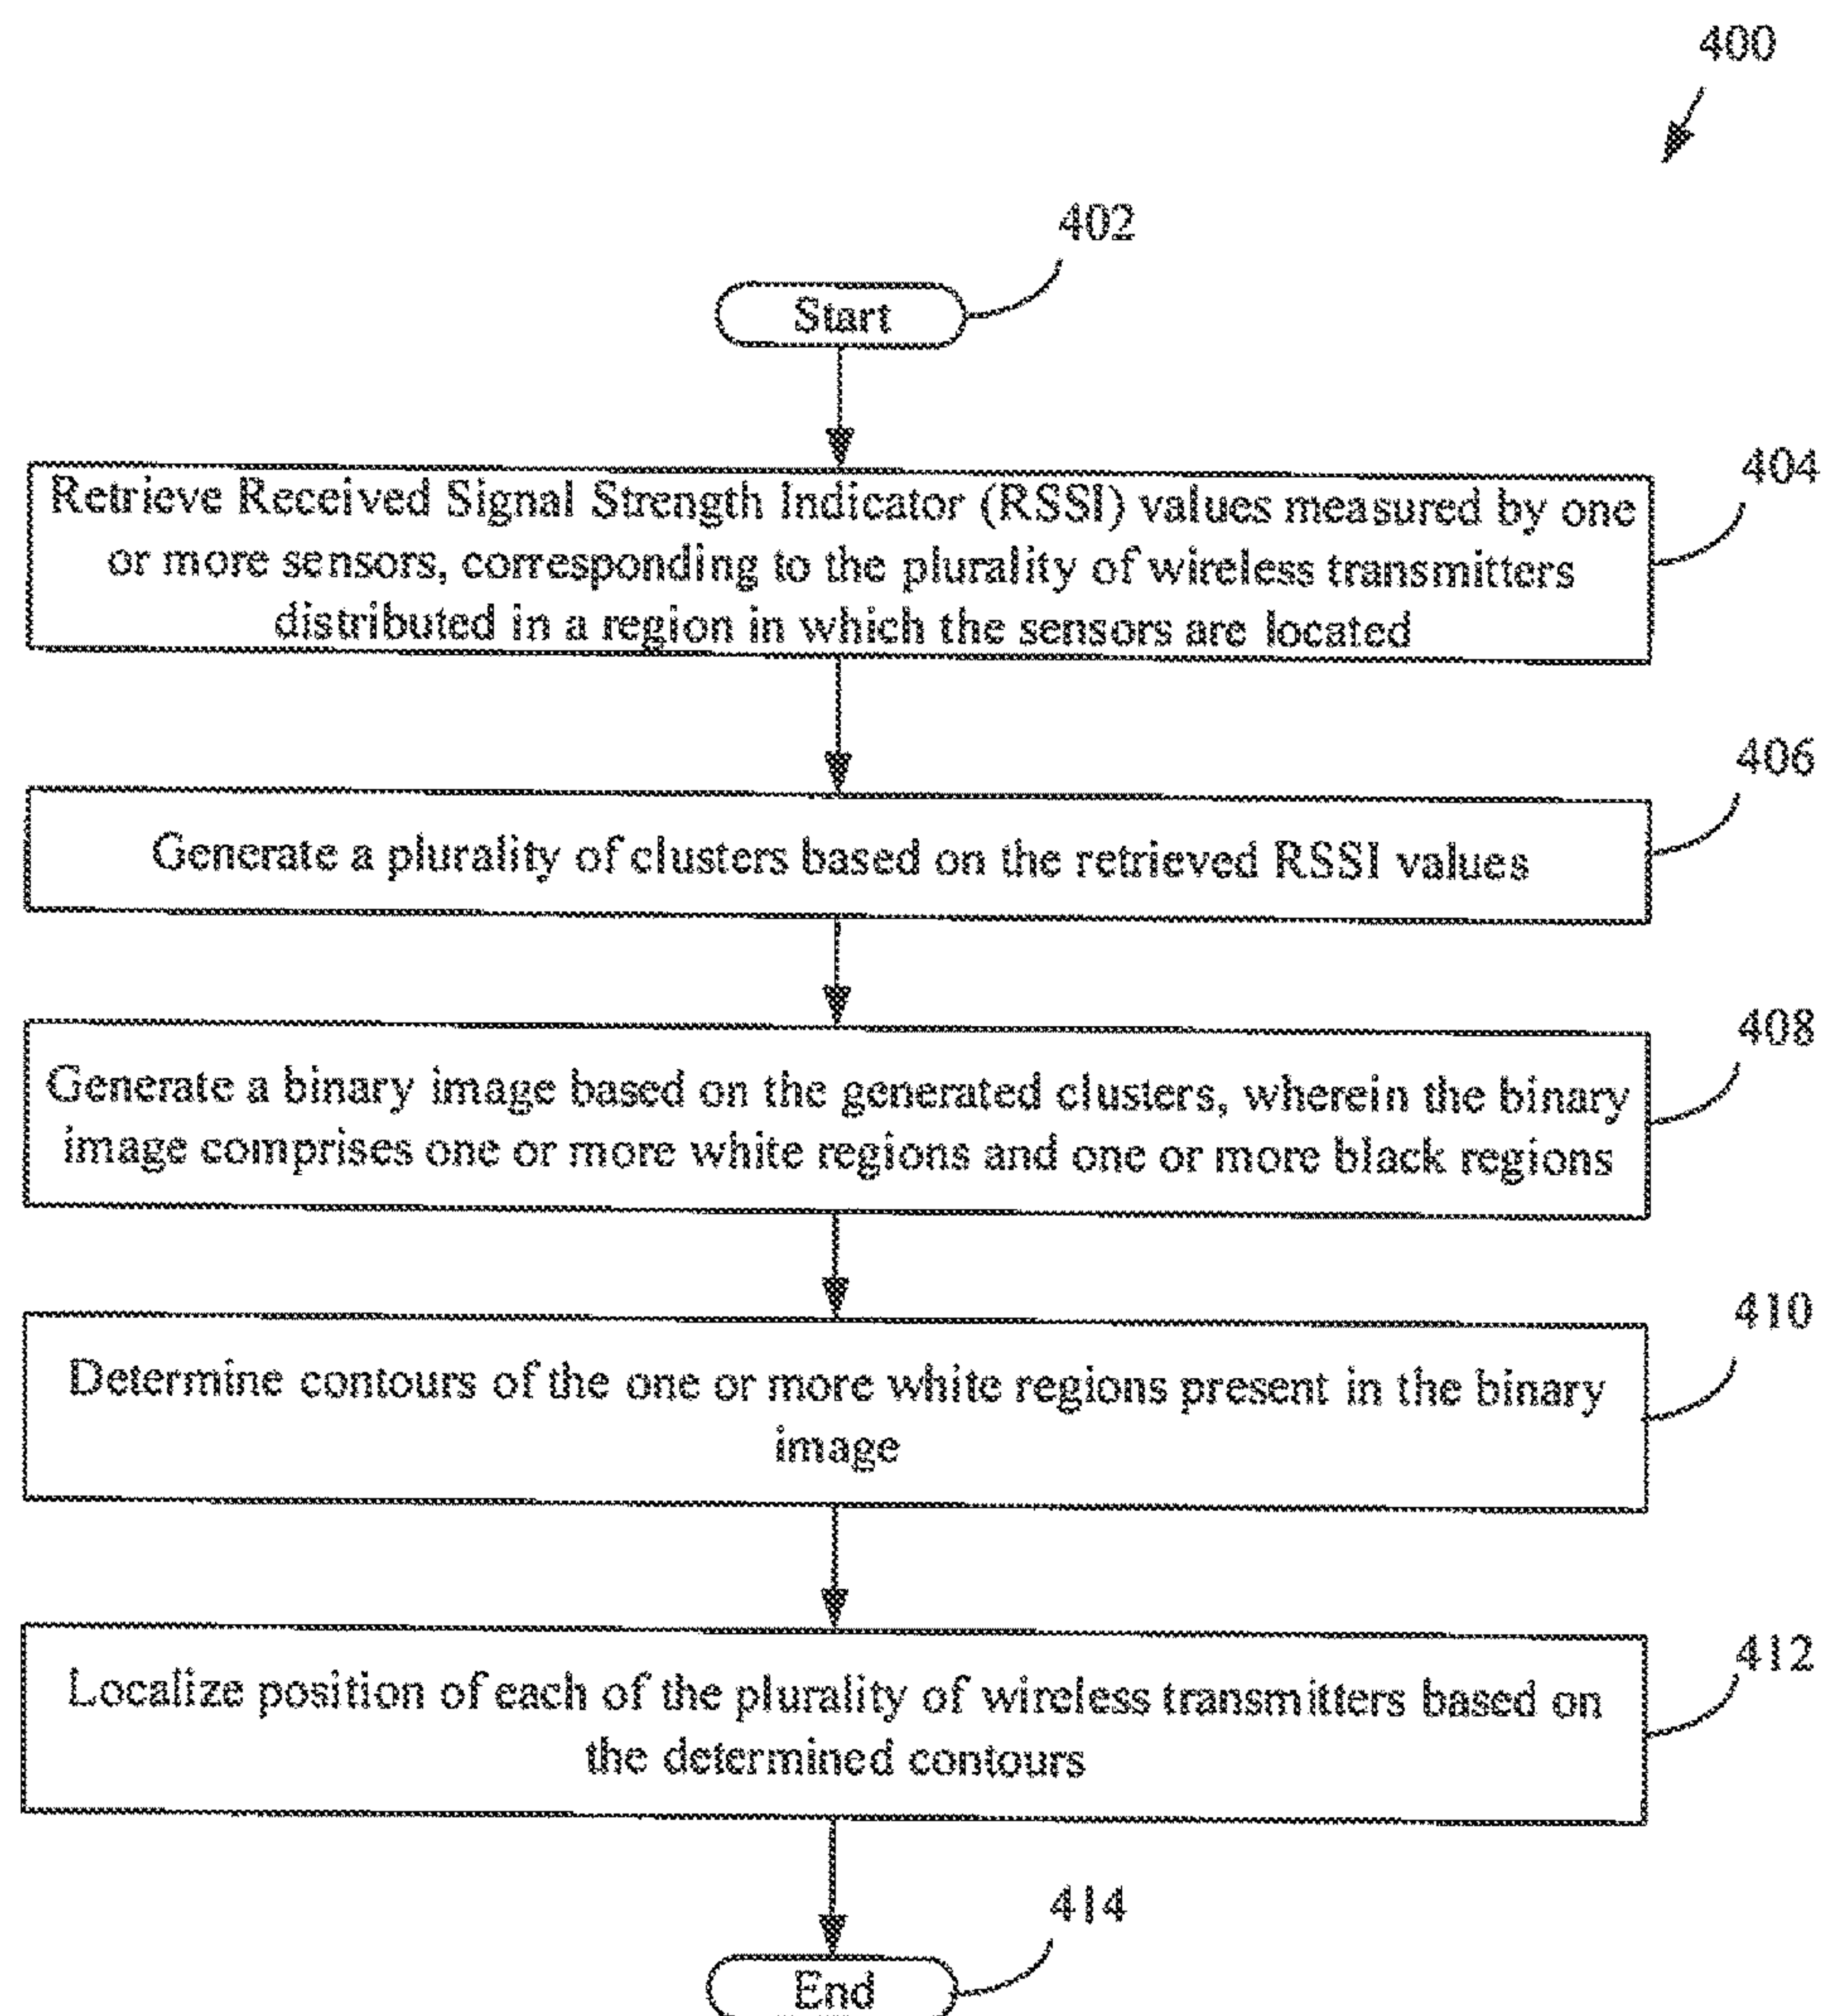 400
402
Start
404
Retrieve Received Signal Strength Indicator (RSSI) values measured by one
or more sensors, corresponding to the plurality of wireless transmitters
distributed in a region in which the sensors are located
406
Generate a plurality of clusters based on the retrieved RSSI values
408
Generate a binary image based on the generated clusters, wherein the binary
image comprises one or more white regions and one or more black regions
410
Determine contours of the one or more white regions present in the binary
image
412
Localize position of each of the plurality of wireless transmitters based on
the determined contours
414
End